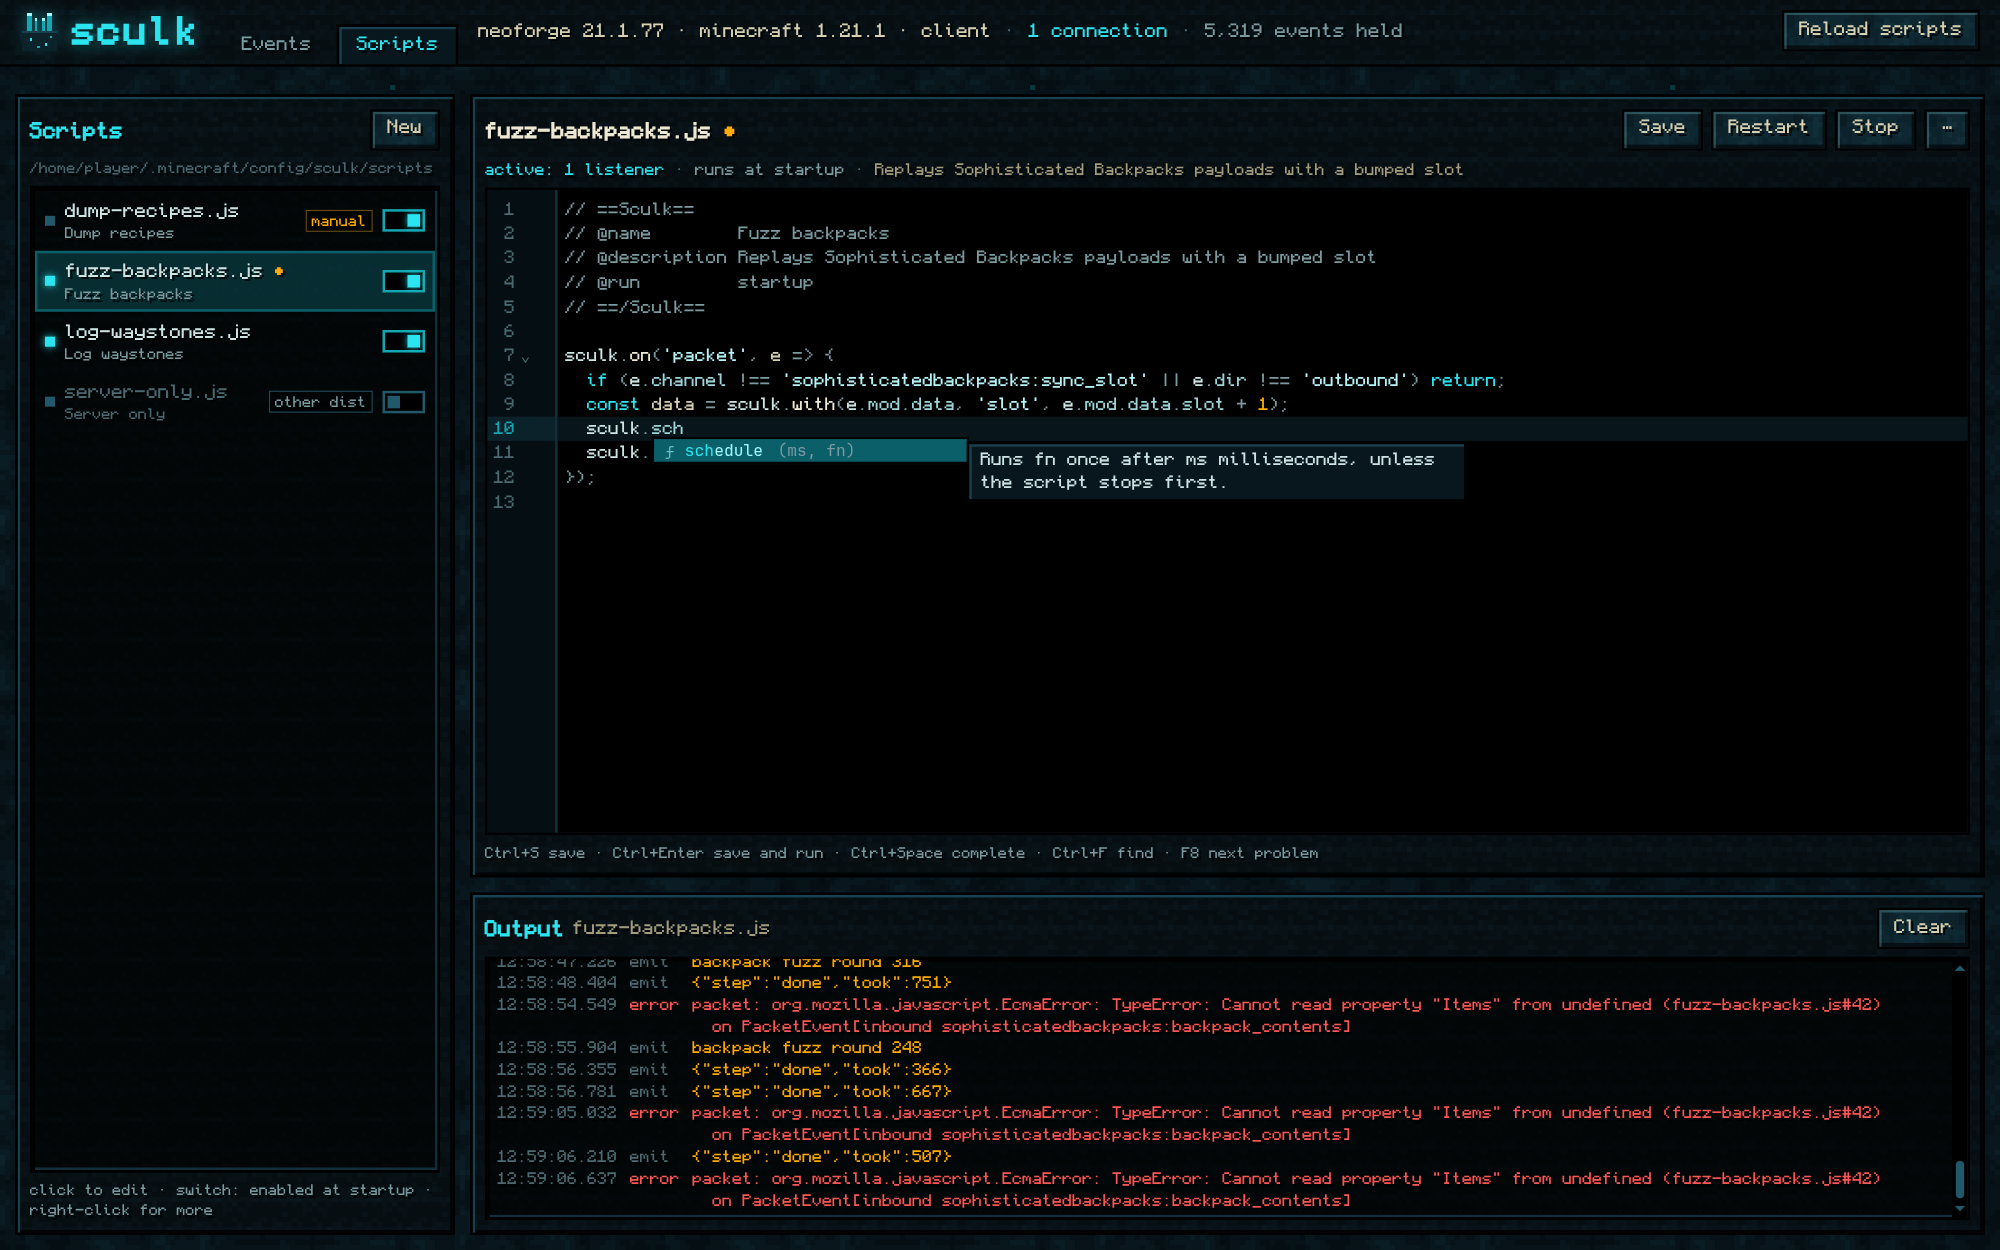 sculk
Events
Scripts
neoforge 21.1.77 · minecraft 1.21.1 · client · 1 connection · 5,319 events held
Reload scripts
Scripts
New
/home/player/.minecraft/config/sculk/scripts
dump-recipes.js
Dump recipes
manual
fuzz-backpacks.js
Fuzz backpacks
log-waystones.js
Log waystones
server-only.js
Server only
other dist
click to edit · switch: enabled at startup ·
right-click for more
fuzz-backpacks.js
Save
Restart
Stop
active: 1 listener · runs at startup · Replays Sophisticated Backpacks payloads with a bumped slot
1 // ==Sculk==
2 // @name Fuzz backpacks
3 // @description Replays Sophisticated Backpacks payloads with a bumped slot
4 // @run startup
5 // ==/Sculk==
6
7 sculk.on('packet', e => {
8 if (e.channel !== 'sophisticatedbackpacks:sync_slot' || e.dir !== 'outbound') return;
9 const data = sculk.with(e.mod.data, 'slot', e.mod.data.slot + 1);
10 sculk.sch
11 sculk.
ƒ schedule (ms, fn)
Runs fn once after ms milliseconds, unless
the script stops first.
12 });
13
Ctrl+S save · Ctrl+Enter save and run · Ctrl+Space complete · Ctrl+F find · F8 next problem
Output fuzz-backpacks.js
Clear
12:58:47.226 emit backpack fuzz round 316
12:58:48.404 emit {"step":"done","took":751}
12:58:54.549 error packet: org.mozilla.javascript.EcmaError: TypeError: Cannot read property "Items" from undefined (fuzz-backpacks.js#42)
on PacketEvent[inbound sophisticatedbackpacks:backpack_contents]
12:58:55.904 emit backpack fuzz round 248
12:58:56.355 emit {"step":"done","took":366}
12:58:56.781 emit {"step":"done","took":667}
12:59:05.032 error packet: org.mozilla.javascript.EcmaError: TypeError: Cannot read property "Items" from undefined (fuzz-backpacks.js#42)
on PacketEvent[inbound sophisticatedbackpacks:backpack_contents]
12:59:06.210 emit {"step":"done","took":507}
12:59:06.637 error packet: org.mozilla.javascript.EcmaError: TypeError: Cannot read property "Items" from undefined (fuzz-backpacks.js#42)
on PacketEvent[inbound sophisticatedbackpacks:backpack_contents]